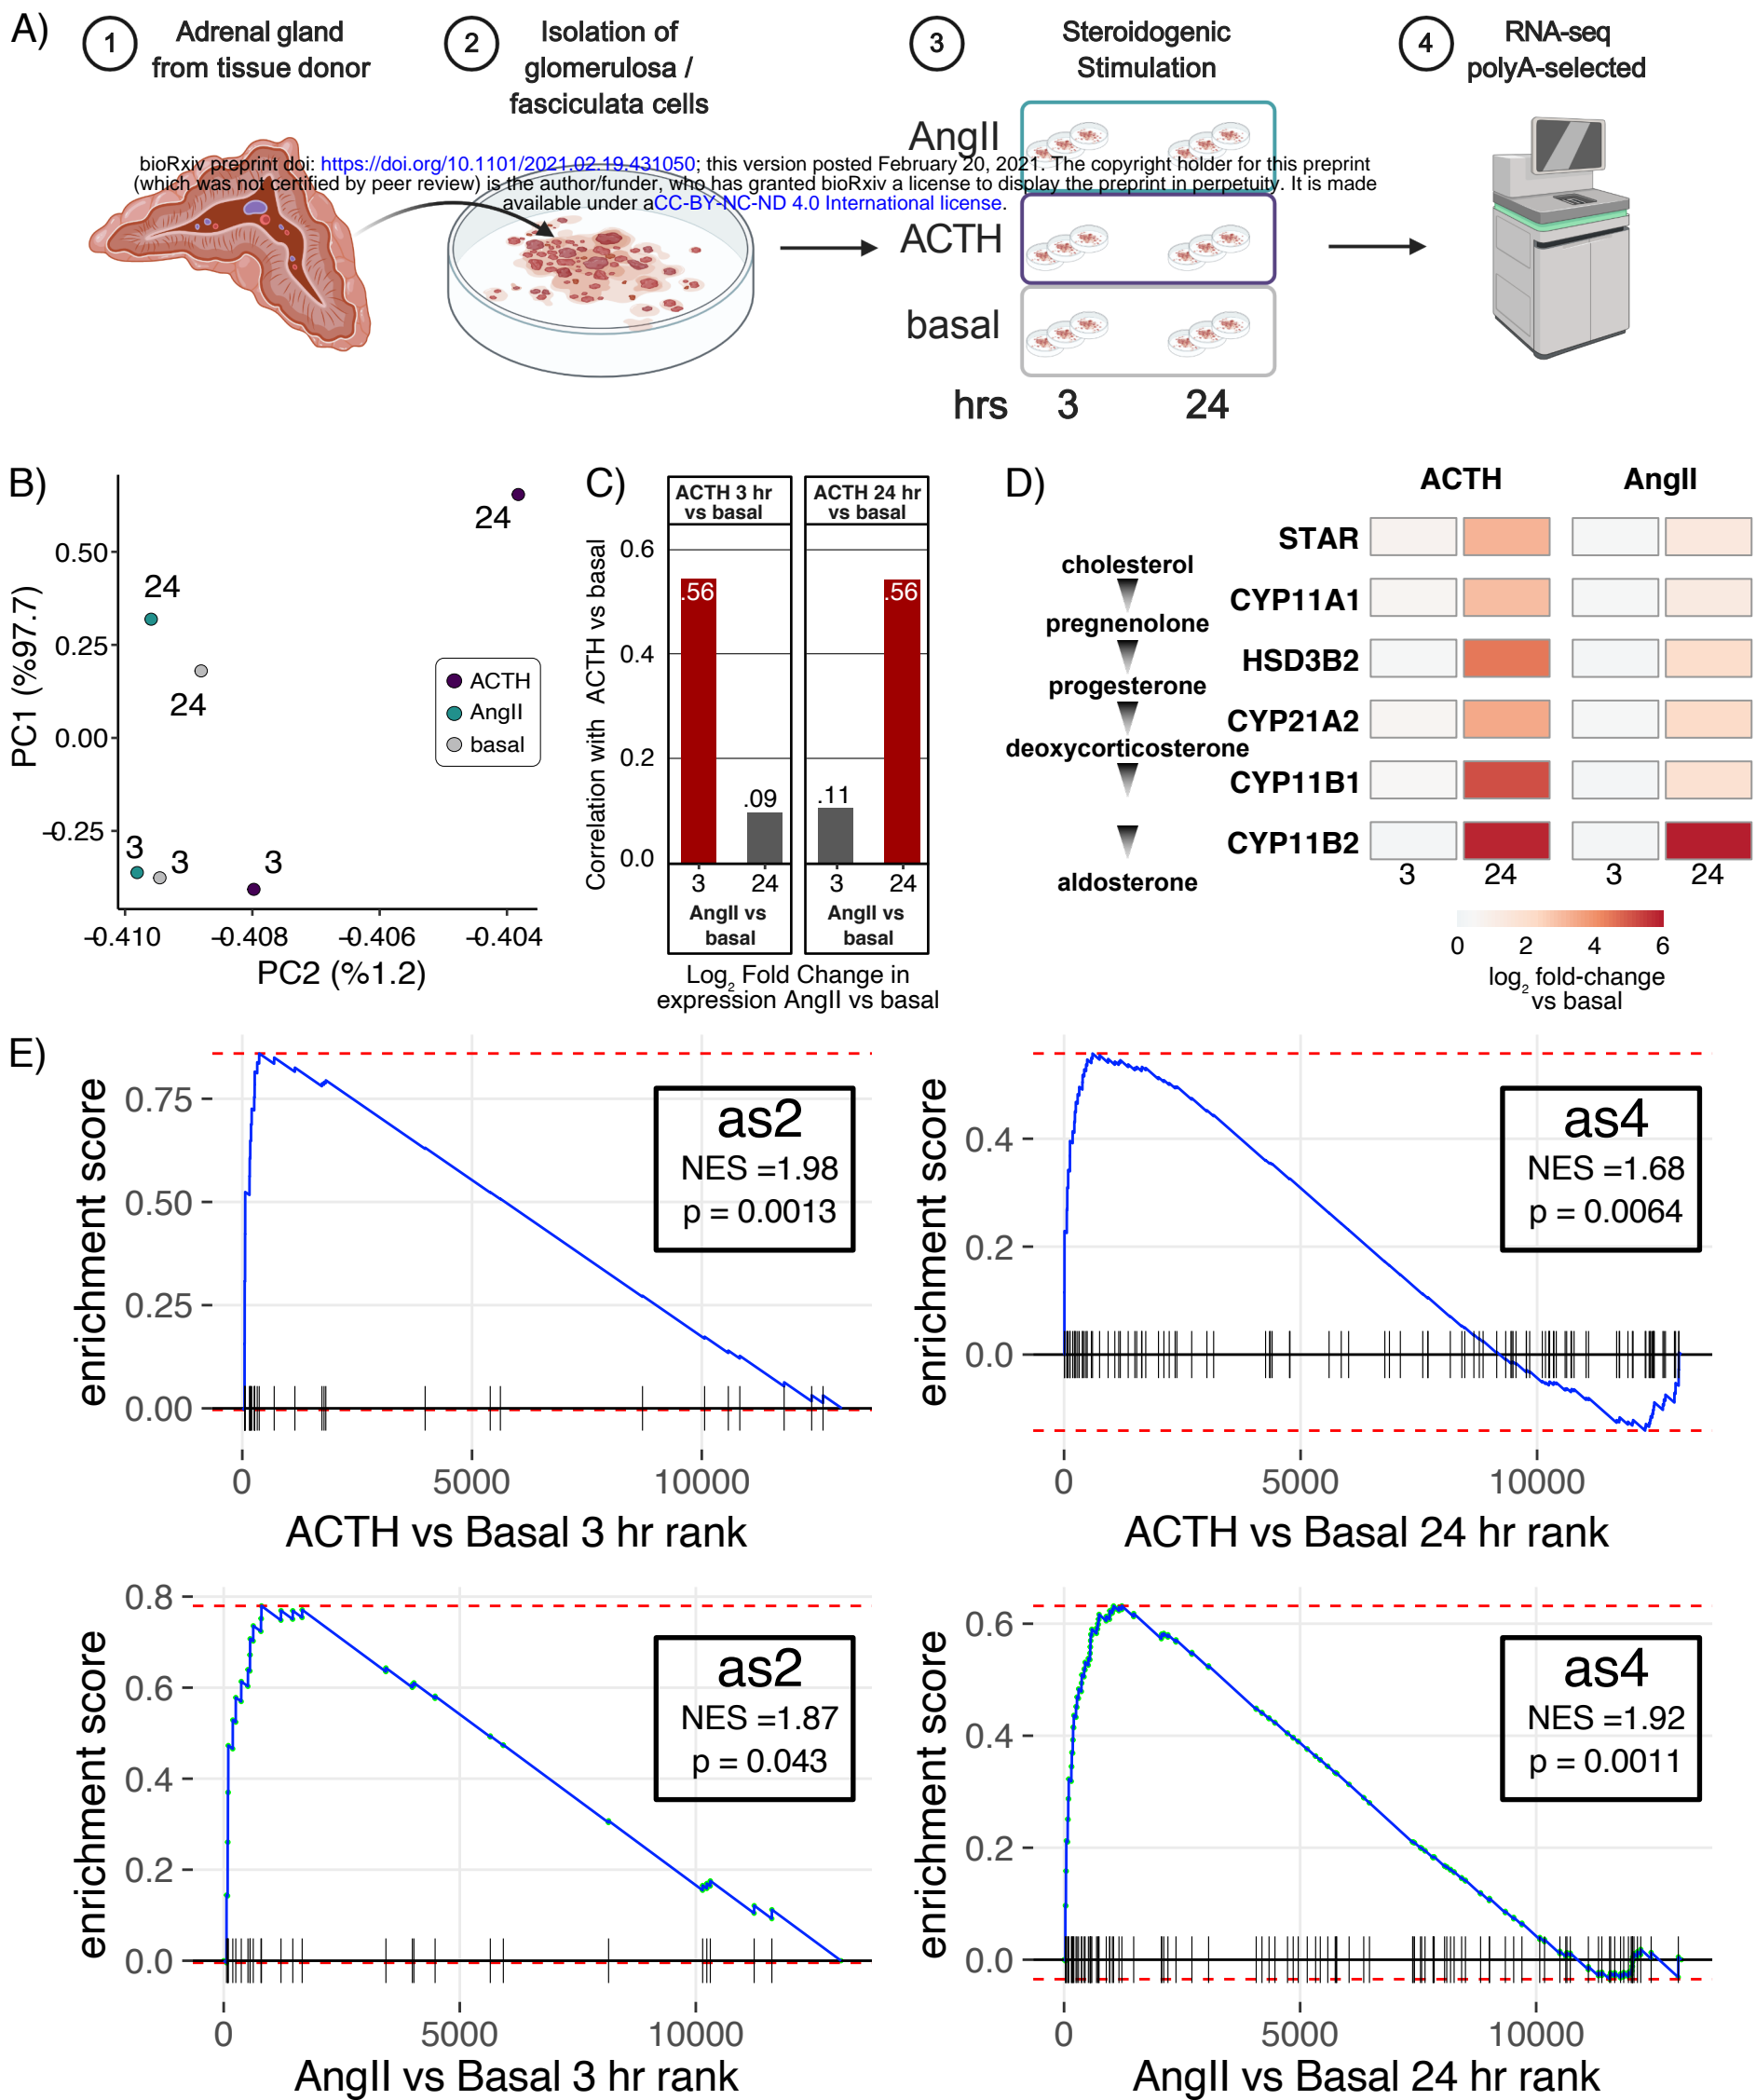 A)
1
Adrenal gland
from tissue donor
2
Isolation of
glomerulosa /
fasciculata cells
3
Steroidogenic
Stimulation
4
RNA-seq
polyA-selected
AngII
bioRxiv preprint doi: https://doi.org/10.1101/2021.02.19.431050; this version posted February 20, 2021. The copyright holder for this preprint
(which was not certified by peer review) is the author/funder, who has granted bioRxiv a license to display the preprint in perpetuity. It is made
available under aCC-BY-NC-ND 4.0 International license.
ACTH
basal
hrs 3 24
B)
PC1 (%97.7)
0.50
0.25
0.00
−0.25
24
24
24
3
3
3
ACTH
AngII
basal
−0.410 −0.408 −0.406 −0.404
PC2 (%1.2)
C)
ACTH 3 hr
vs basal
ACTH 24 hr
vs basal
Correlation with ACTH vs basal
0.6
0.4
0.2
0.0
.56
.09
.11
.56
3 24 3 24
AngII vs
basal
AngII vs
basal
Log2 Fold Change in
expression AngII vs basal
D)
ACTH AngII
cholesterol
pregnenolone
progesterone
deoxycorticosterone
aldosterone
STAR
CYP11A1
HSD3B2
CYP21A2
CYP11B1
CYP11B2
3 24 3 24
0 2 4 6
log2 fold-change
vs basal
E)
enrichment score
0.75
0.50
0.25
0.00
as2
NES =1.98
p = 0.0013
0 5000 10000
ACTH vs Basal 3 hr rank
enrichment score
0.4
0.2
0.0
as4
NES =1.68
p = 0.0064
0 5000 10000
ACTH vs Basal 24 hr rank
enrichment score
0.8
0.6
0.4
0.2
0.0
as2
NES =1.87
p = 0.043
0 5000 10000
AngII vs Basal 3 hr rank
enrichment score
0.6
0.4
0.2
0.0
as4
NES =1.92
p = 0.0011
0 5000 10000
AngII vs Basal 24 hr rank